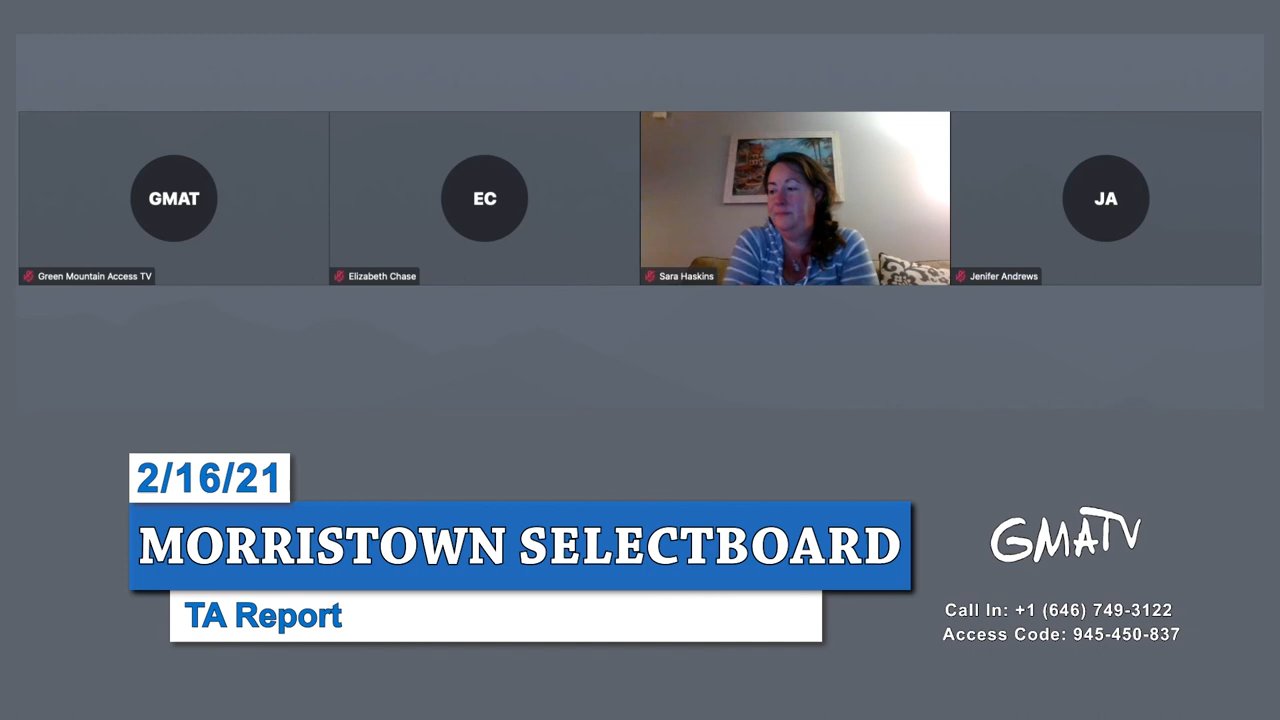 GMAT
EC
JA
Green Mountain Access TV
Elizabeth Chase
Sara Haskins
Jenifer Andrews
2/16/21
MORRISTOWN SELECTBOARD
TA Report
GMATV
Call In: +1 (646) 749-3122
Access Code: 945-450-837